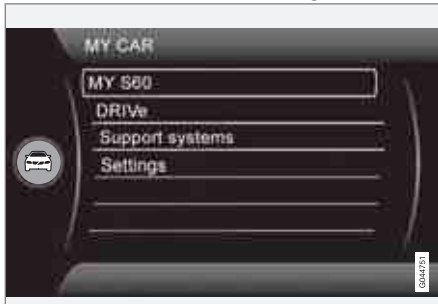 MY CAR
MY S60
DRIVe
Support systems
Settings
G044751